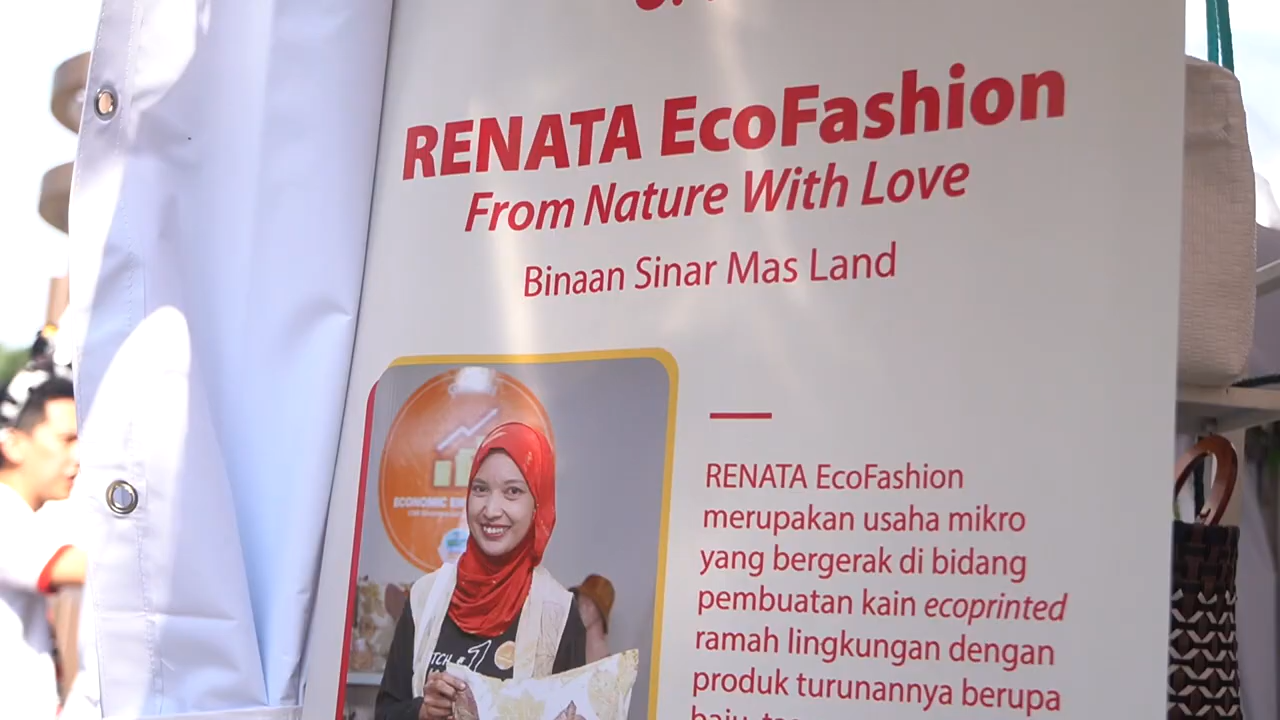 RENATA EcoFashion
From Nature With Love
Binaan Sinar Mas Land
ECONOMIC
RENATA EcoFashion
merupakan usaha mikro
yang bergerak di bidang
pembuatan kain ecoprinted
ramah lingkungan dengan
produk turunannya berupa